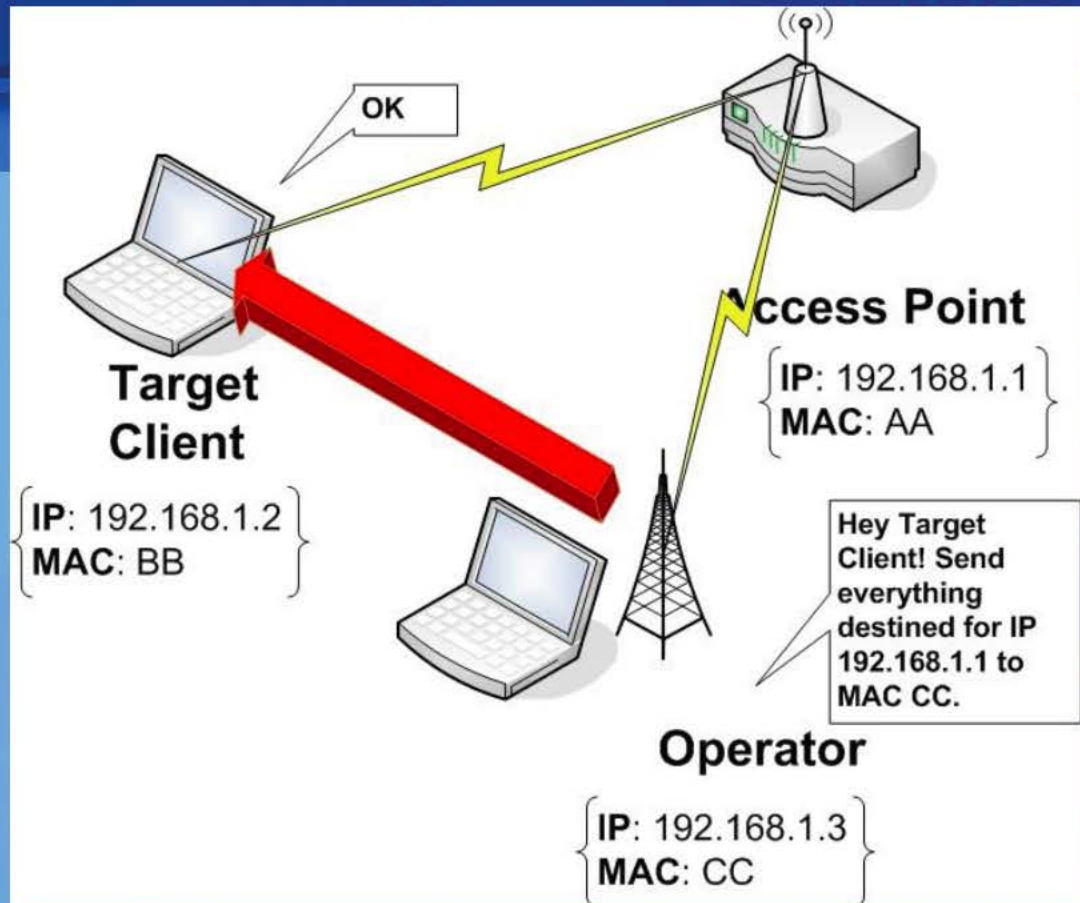 OK
Access Point
IP: 192.168.1.1
MAC: AA
Target
Client
IP: 192.168.1.2
MAC: BB
Hey Target
Client! Send
everything
destined for IP
192.168.1.1 to
MAC CC.
Operator
IP: 192.168.1.3
MAC: CC